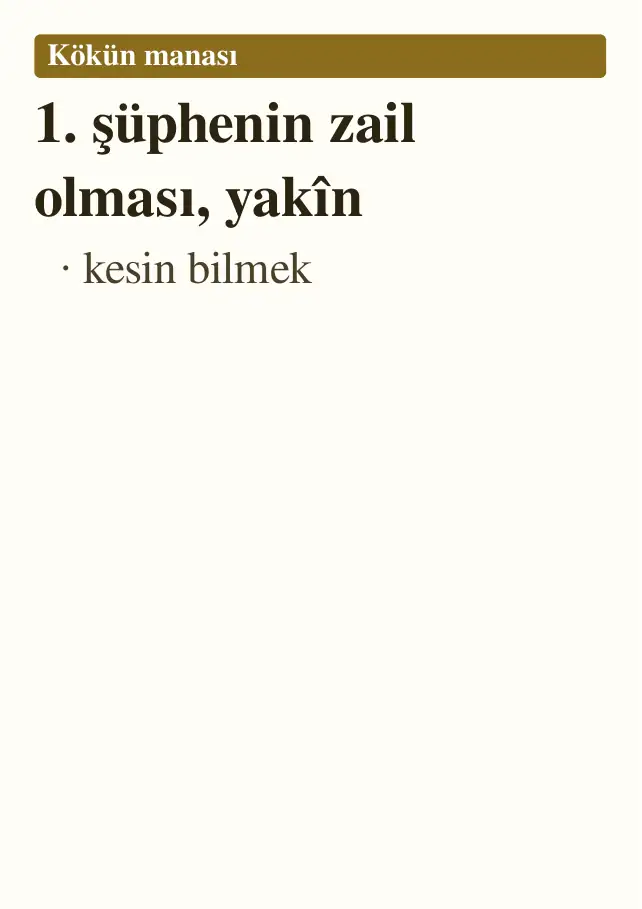 Kökün manası
1. şüphenin zail
olması, yakîn
· kesin bilmek